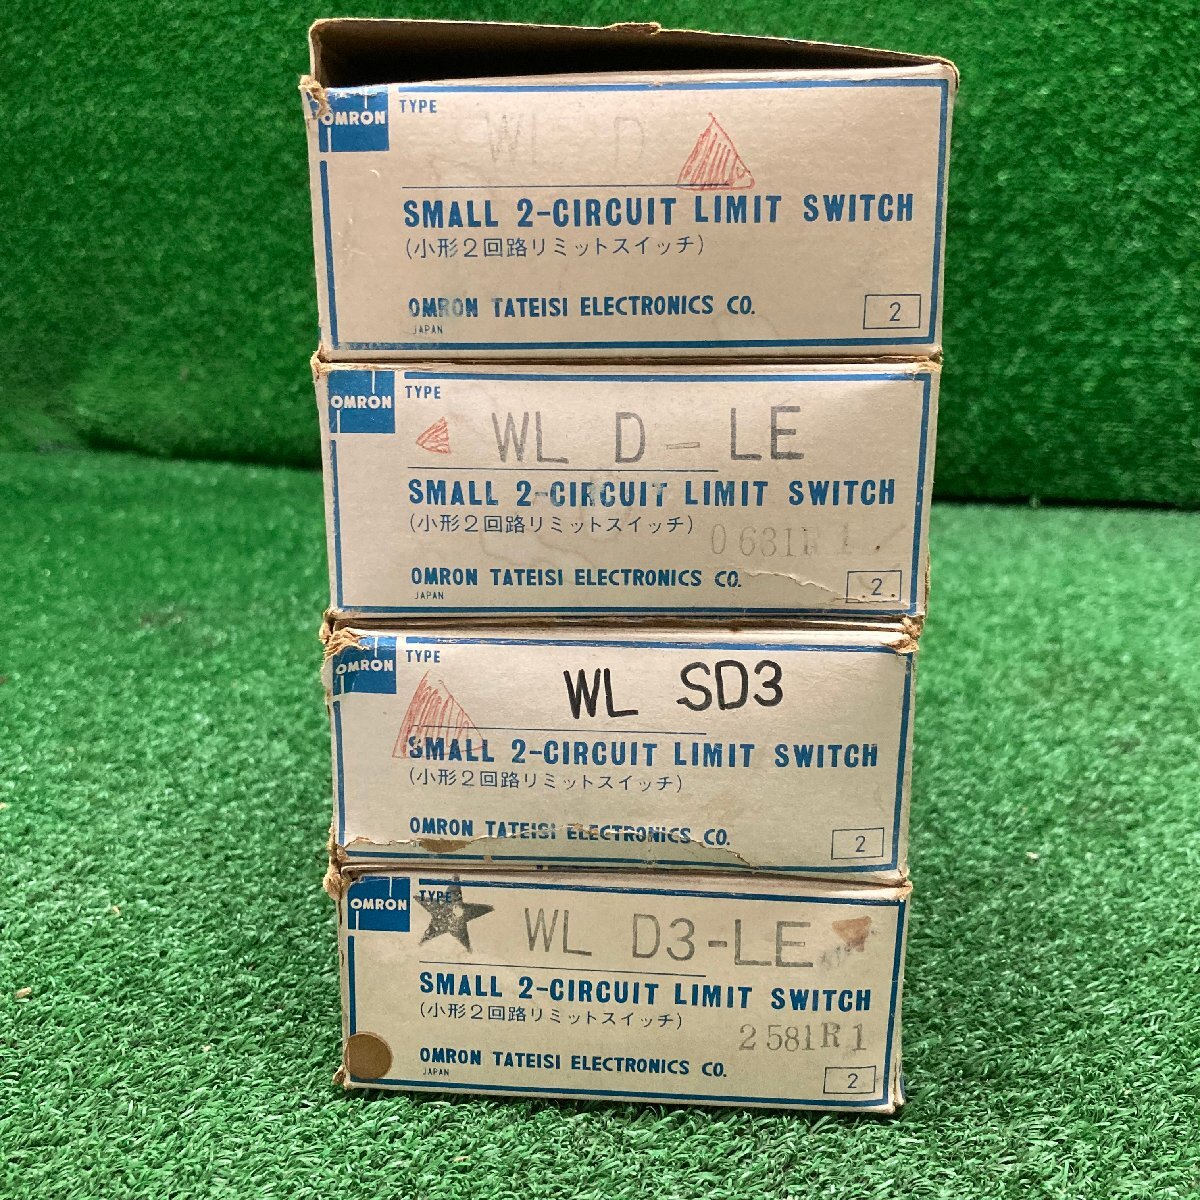 OMRON
TYPE
WL D
SMALL 2-CIRCUIT LIMIT SWITCH
(小形2回路リミットスイッチ)
OMRON TATEISI ELECTRONICS CO.
JAPAN
2
OMRON
TYPE
WL D-LE
SMALL 2-CIRCUIT LIMIT SWITCH
(小形2回路リミットスイッチ)
0631R1
OMRON TATEISI ELECTRONICS CO.
JAPAN
2
OMRON
TYPE
WL SD3
SMALL 2-CIRCUIT LIMIT SWITCH
(小形2回路リミットスイッチ)
OMRON TATEISI ELECTRONICS CO.
2
OMRON
TYPE
WL D3-LE
SMALL 2-CIRCUIT LIMIT SWITCH
(小形2回路リミットスイッチ)
2581R1
OMRON TATEISI ELECTRONICS CO.
JAPAN
2